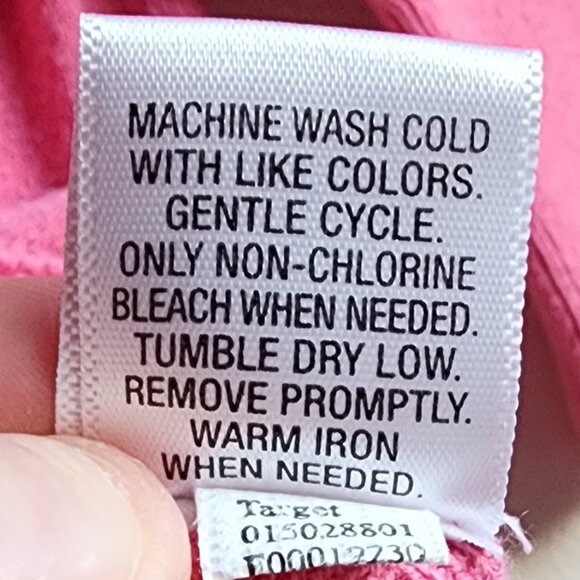 MACHINE WASH COLD
WITH LIKE COLORS.
GENTLE CYCLE.
ONLY NON-CHLORINE
BLEACH WHEN NEEDED.
TUMBLE DRY LOW.
REMOVE PROMPTLY.
WARM IRON
WHEN NEEDED.
Target
015028801